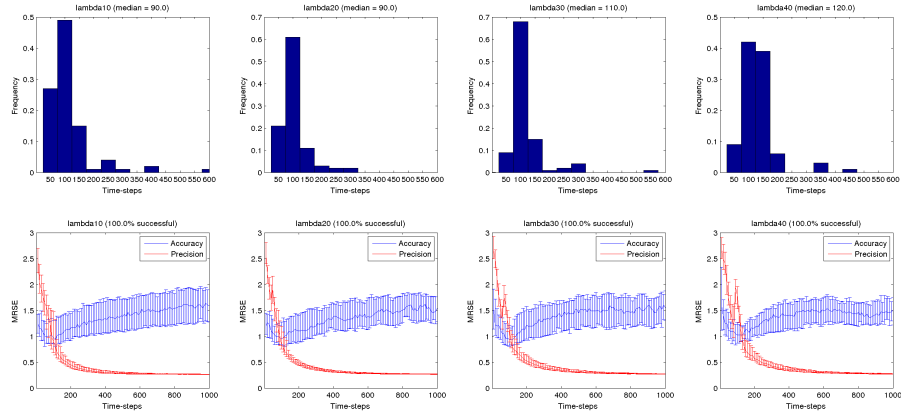 lambda10 (median = 90.0)
0.5
0.4
0.3
0.2
0.1
0
Frequency
50 100 150 200 250 300 350 400 450 500 550 600
Time-steps
lambda20 (median = 90.0)
0.7
0.6
0.5
0.4
0.3
0.2
0.1
0
Frequency
50 100 150 200 250 300 350 400 450 500 550 600
Time-steps
lambda30 (median = 110.0)
0.7
0.6
0.5
0.4
0.3
0.2
0.1
0
Frequency
50 100 150 200 250 300 350 400 450 500 550 600
Time-steps
lambda40 (median = 120.0)
0.5
0.4
0.3
0.2
0.1
0
Frequency
50 100 150 200 250 300 350 400 450 500 550 600
Time-steps
lambda10 (100.0% successful)
3
2.5
2
1.5
1
0.5
0
MRSE
Accuracy
Precision
0 200 400 600 800 1000
Time-steps
lambda20 (100.0% successful)
3
2.5
2
1.5
1
0.5
0
MRSE
Accuracy
Precision
0 200 400 600 800 1000
Time-steps
lambda30 (100.0% successful)
3
2.5
2
1.5
1
0.5
0
MRSE
Accuracy
Precision
0 200 400 600 800 1000
Time-steps
lambda40 (100.0% successful)
3
2.5
2
1.5
1
0.5
0
MRSE
Accuracy
Precision
0 200 400 600 800 1000
Time-steps